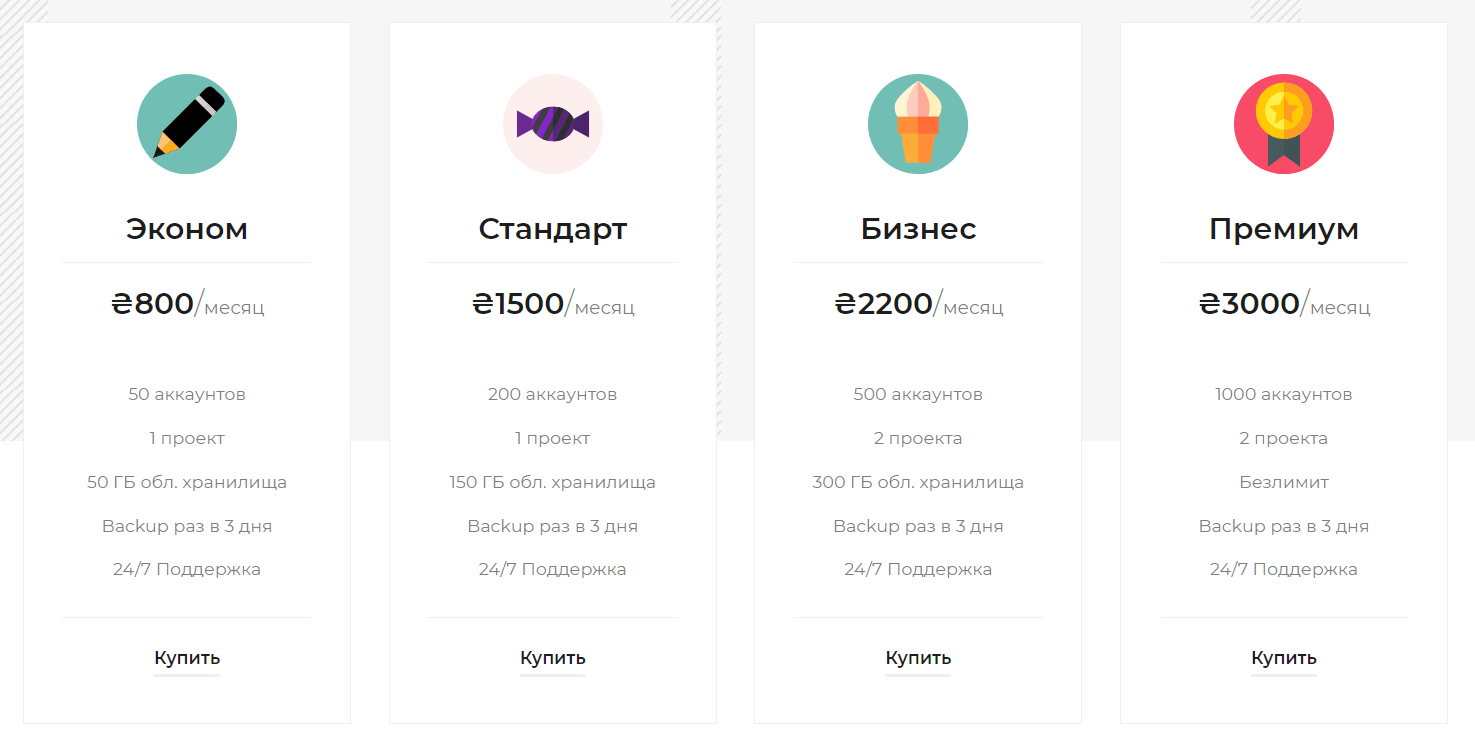 Эконом
₴800/месяц
50 аккаунтов
1 проект
50 ГБ обл. хранилища
Backup раз в 3 дня
24/7 Поддержка
Купить
Стандарт
₴1500/месяц
200 аккаунтов
1 проект
150 ГБ обл. хранилища
Backup раз в 3 дня
24/7 Поддержка
Купить
Бизнес
₴2200/месяц
500 аккаунтов
2 проекта
300 ГБ обл. хранилища
Backup раз в 3 дня
24/7 Поддержка
Купить
Премиум
₴3000/месяц
1000 аккаунтов
2 проекта
Безлимит
Backup раз в 3 дня
24/7 Поддержка
Купить